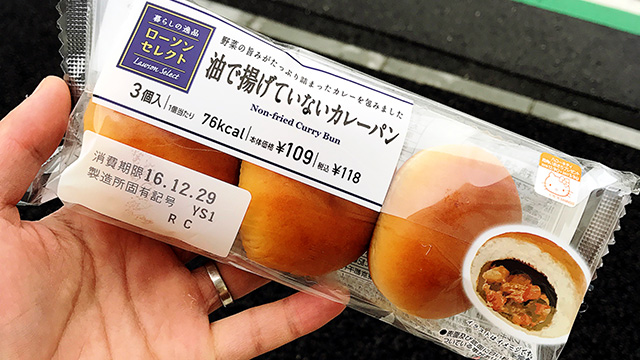 暮らしの逸品
ローソン
セレクト
Lawson Select
野菜の旨みがたっぷり詰まったカレーを包みました
油で揚げていないカレーパン
Non-fried Curry Bun
3個入 1個当たり 76kcal 本体価格 ¥109 税込 ¥118
消費期限 16.12.29
製造所固有記号 YS1
R C